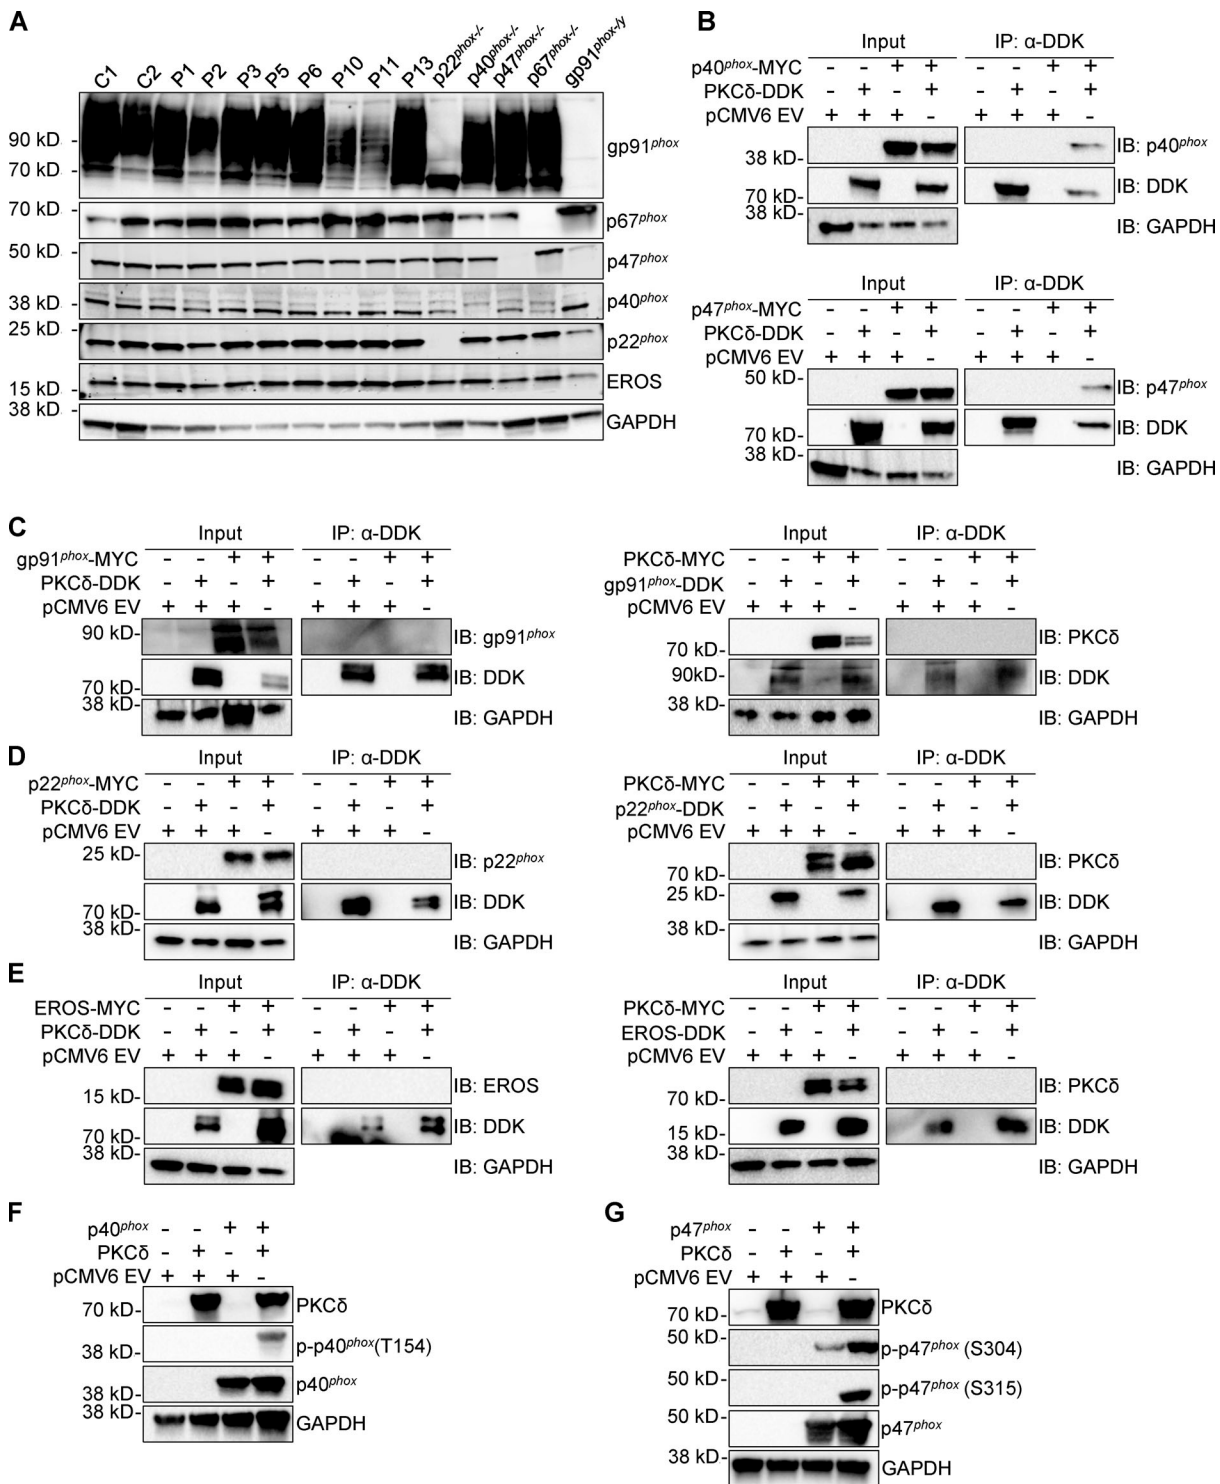 A
C1 C2 P1 P2 P3 P5 P6 P10 P11 P13 p22phox-/- p40phox-/- p47phox-/- p67phox-/- gp91phox-/y
90 kD
70 kD
gp91phox
70 kD
p67phox
50 kD
p47phox
38 kD
p40phox
25 kD
p22phox
15 kD
EROS
38 kD
GAPDH
B
Input IP: α-DDK
p40phox-MYC - - + + - - + +
PKCδ-DDK - + - + - + - +
pCMV6 EV + + + - + + + -
38 kD- IB: p40phox
70 kD- IB: DDK
38 kD- IB: GAPDH
Input IP: α-DDK
p47phox-MYC - - + + - - + +
PKCδ-DDK - + - + - + - +
pCMV6 EV + + + - + + + -
50 kD- IB: p47phox
70 kD- IB: DDK
38 kD- IB: GAPDH
C
Input IP: α-DDK
gp91phox-MYC - - + + - - + +
PKCδ-DDK - + - + - + - +
pCMV6 EV + + + - + + + -
90 kD- IB: gp91phox
70 kD- IB: DDK
38 kD- IB: GAPDH
Input IP: α-DDK
PKCδ-MYC - - + + - - + +
gp91phox-DDK - + - + - + - +
pCMV6 EV + + + - + + + -
70 kD- IB: PKCδ
90kD- IB: DDK
38 kD- IB: GAPDH
D
Input IP: α-DDK
p22phox-MYC - - + + - - + +
PKCδ-DDK - + - + - + - +
pCMV6 EV + + + - + + + -
25 kD- IB: p22phox
70 kD- IB: DDK
38 kD- IB: GAPDH
Input IP: α-DDK
PKCδ-MYC - - + + - - + +
p22phox-DDK - + - + - + - +
pCMV6 EV + + + - + + + -
70 kD- IB: PKCδ
25 kD- IB: DDK
38 kD- IB: GAPDH
E
Input IP: α-DDK
EROS-MYC - - + + - - + +
PKCδ-DDK - + - + - + - +
pCMV6 EV + + + - + + + -
15 kD- IB: EROS
70 kD- IB: DDK
38 kD- IB: GAPDH
Input IP: α-DDK
PKCδ-MYC - - + + - - + +
EROS-DDK - + - + - + - +
pCMV6 EV + + + - + + + -
70 kD- IB: PKCδ
15 kD- IB: DDK
38 kD- IB: GAPDH
F
p40phox - - + +
PKCδ - + - +
pCMV6 EV + + + -
70 kD- PKCδ
38 kD- p-p40phox(T154)
38 kD- p40phox
38 kD- GAPDH
G
p47phox - - + +
PKCδ - + - +
pCMV6 EV + + + -
70 kD- PKCδ
50 kD- p-p47phox (S304)
50 kD- p-p47phox (S315)
50 kD- p47phox
38 kD- GAPDH